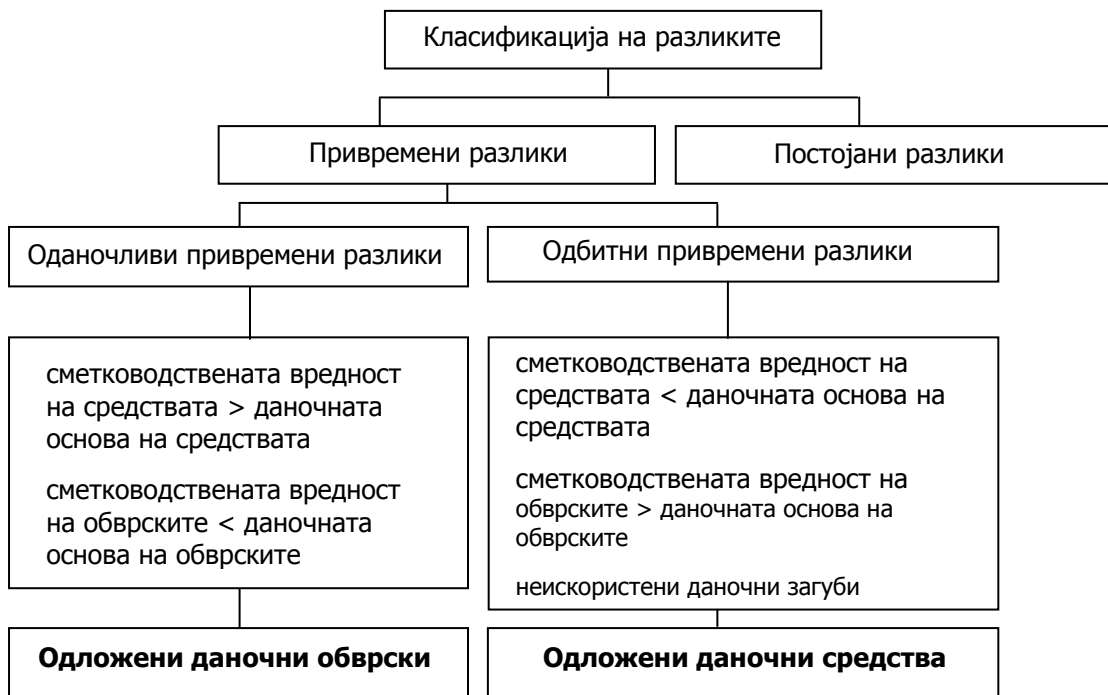 Класификација на разликите
Привремени разлики
Постојани разлики
Оданочливи привремени разлики
Одбитни привремени разлики
сметководствената вредност
на средствата > даночната
основа на средствата
сметководствената вредност
на обврските < даночната
основа на обврските
сметководствената вредност на
средствата < даночната основа на
средствата
сметководствената вредност на
обврските > даночната основа на
обврските
неискористени даночни загуби
Одложени даночни обврски
Одложени даночни средства